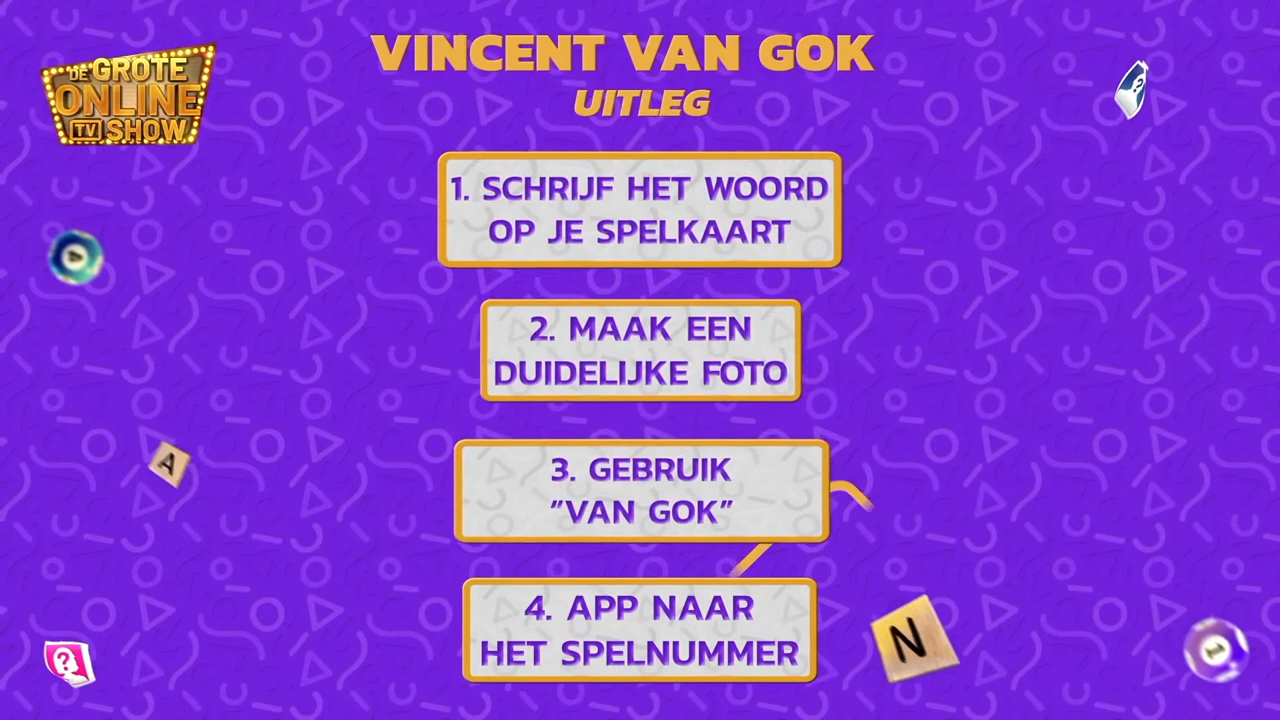 DE GROTE
ONLINE
TV SHOW
VINCENT VAN GOK
UITLEG
?
1. SCHRIJF HET WOORD
OP JE SPELKAART
2. MAAK EEN
DUIDELIJKE FOTO
A
3. GEBRUIK
"VAN GOK"
4. APP NAAR
HET SPELNUMMER
?
N